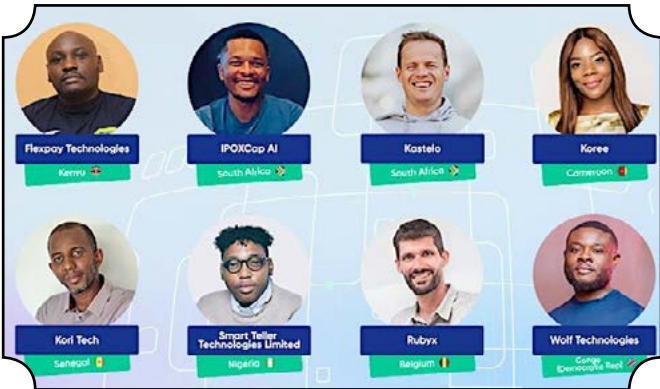 Flexpay Technologies
IPOXCap AI
Kastelo
Koree
Kenya
South Africa
South Africa
Cameroon
Kori Tech
Smart Teller
Technologies Limited
Rubyx
Wolf Technologies
Senegal
Nigeria
Belgium
Congo
(Democratic Rep)